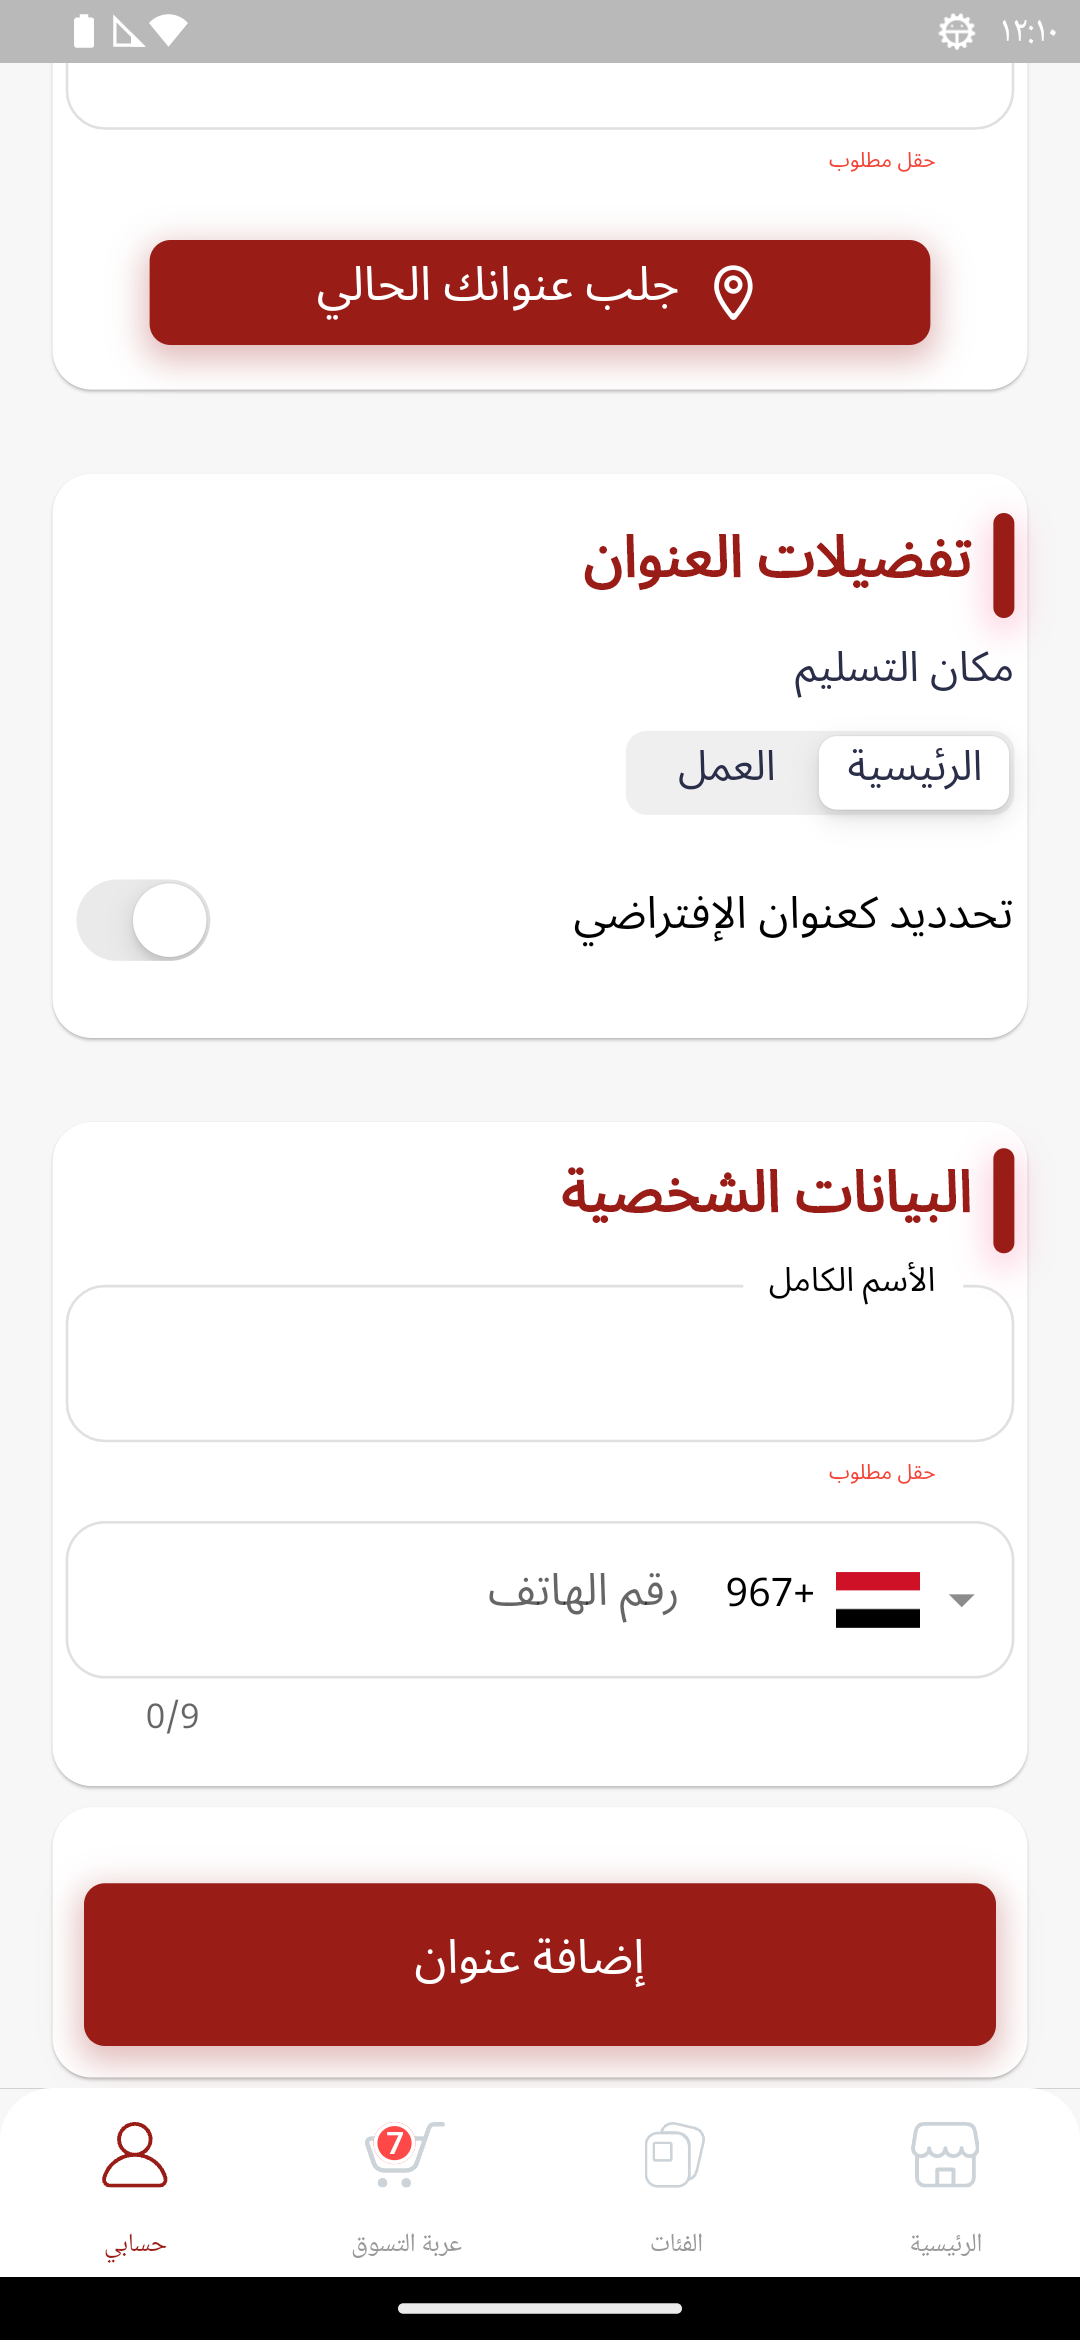 ١٢:١٠
حقل مطلوب
جلب عنوانك الحالي
تفضيلات العنوان
مكان التسليم
الرئيسية العمل
تحدديد كعنوان الإفتراضي
البيانات الشخصية
الأسم الكامل
حقل مطلوب
+967 رقم الهاتف
0/9
إضافة عنوان
7
الرئيسية الفئات عربة التسوق حسابي